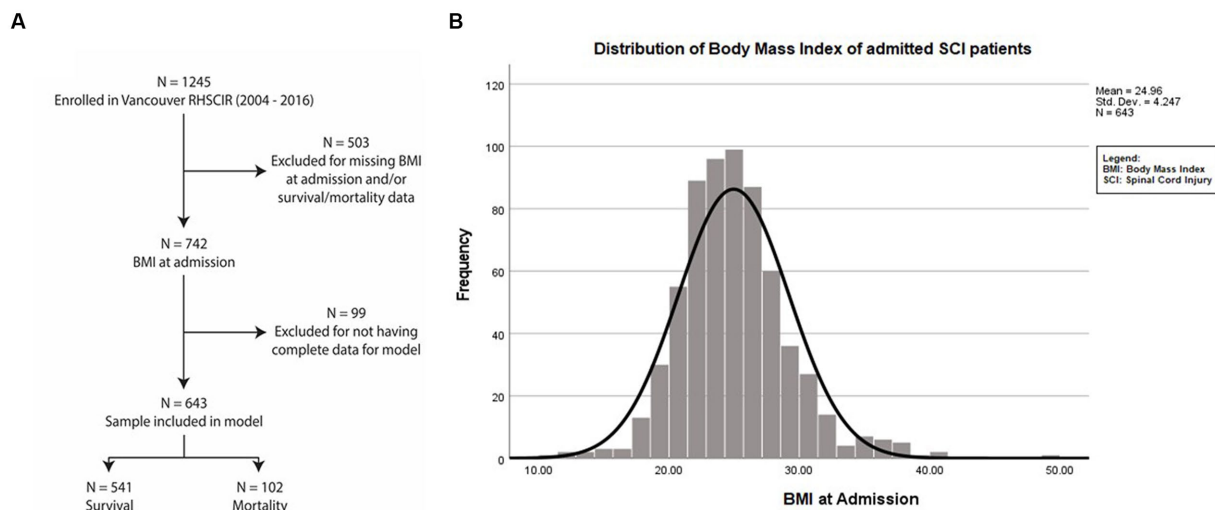 A
N = 1245
Enrolled in Vancouver RHSCIR (2004 - 2016)
N = 503
Excluded for missing BMI
at admission and/or
survival/mortality data
N = 742
BMI at admission
N = 99
Excluded for not having
complete data for model
N = 643
Sample included in model
N = 541
Survival
N = 102
Mortality
B
Distribution of Body Mass Index of admitted SCI patients
Mean = 24.96
Std. Dev. = 4.247
N = 643
Legend:
BMI: Body Mass Index
SCI: Spinal Cord Injury
Frequency
120
100
80
60
40
20
0
10.00 20.00 30.00 40.00 50.00
BMI at Admission